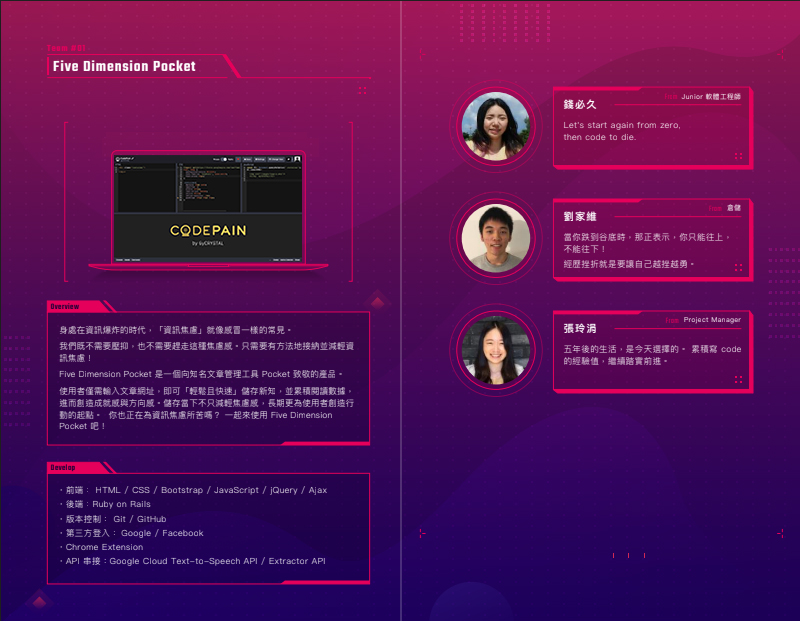 Team #01
Five Dimension Pocket
CODEPAIN
by 5yCRYSTAL
Overview
身處在資訊爆炸的時代，「資訊焦慮」就像感冒一樣的常見。
我們既不需要壓抑，也不需要趕走這種焦慮感。只需要有方法地接納並減輕資
訊焦慮！
Five Dimension Pocket 是一個向知名文章管理工具 Pocket 致敬的產品。
使用者僅需輸入文章網址，即可「輕鬆且快速」儲存新知，並累積閱讀數據，
進而創造成就感與方向感。儲存當下不只減輕焦慮感，長期更為使用者創造行
動的起點。 你也正在為資訊焦慮所苦嗎？ 一起來使用 Five Dimension
Pocket 吧！
Develop
・前端： HTML / CSS / Bootstrap / JavaScript / jQuery / Ajax
・後端：Ruby on Rails
・版本控制： Git / GitHub
・第三方登入： Google / Facebook
・Chrome Extension
・API 串接：Google Cloud Text-to-Speech API / Extractor API
from Junior 軟體工程師
錢必久
Let's start again from zero,
then code to die.
from 倉儲
劉家維
當你跌到谷底時，那正表示，你只能往上，
不能往下！
經歷挫折就是要讓自己越挫越勇。
from Project Manager
張玲涓
五年後的生活，是今天選擇的。 累積寫 code
的經驗值，繼續踏實前進。